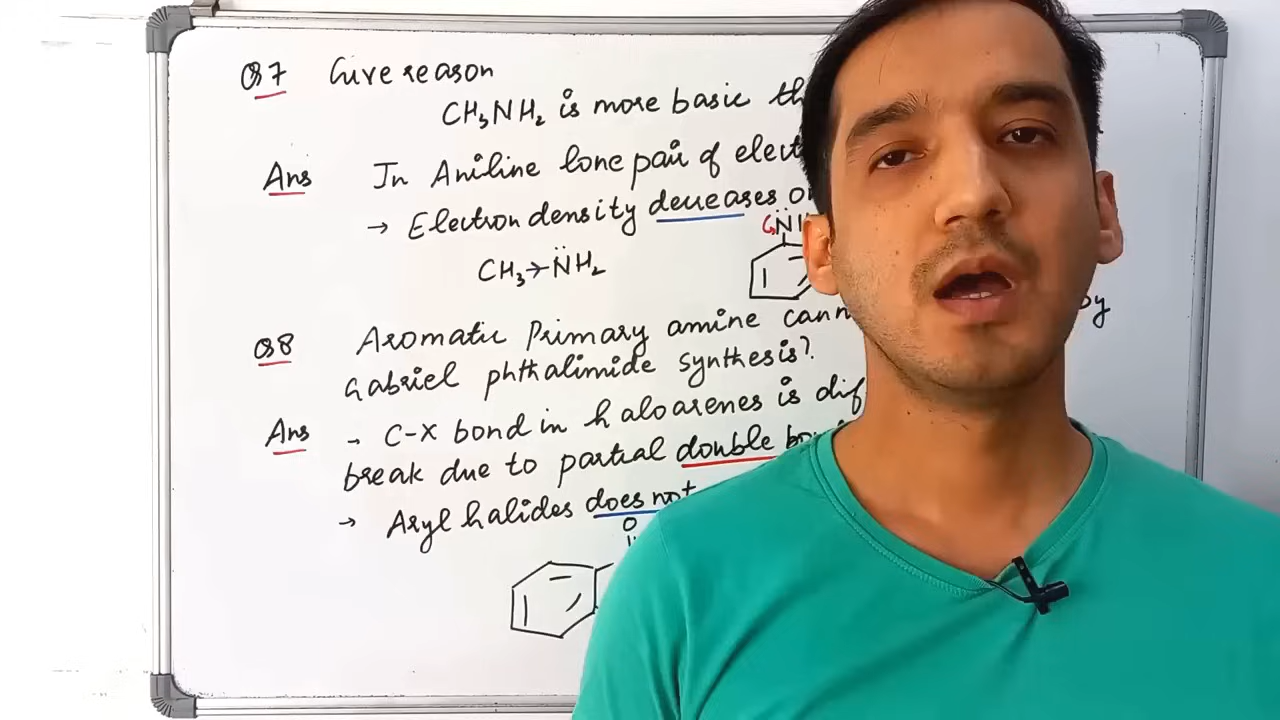 Q7 Give reason
CH3NH2 is more basic th
Ans In Aniline lone pair of elect
→ Electron density decreases o
N̈
CH3→N̈H2
Q8 Aromatic Primary amine cann
by
Gabriel phthalimide synthesis?
Ans → C-X bond in haloarenes is dif
break due to partial double bon
→ Aryl halides does not
O